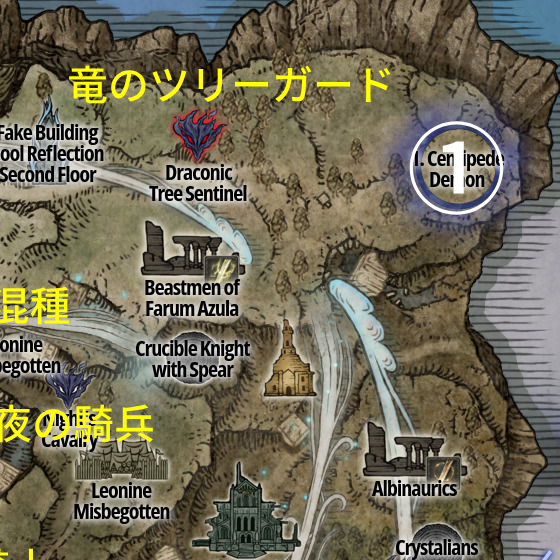 竜のツリーガード
Fake Building
ool Reflection
Second Floor
Draconic
Tree Sentinel
1
1. Centipede
Demon
Beastmen of
Farum Azula
混種
onine
begotten
Crucible Knight
with Spear
夜の騎兵
Night's
Cavalry
Leonine
Misbegotten
Albinaurics
Crystalians